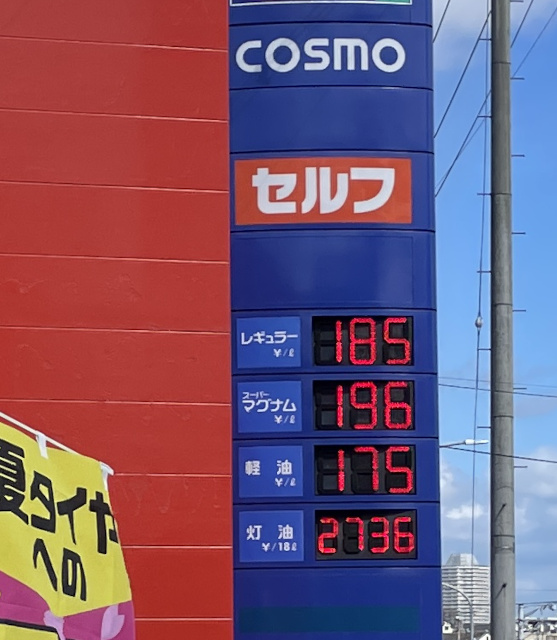 COSMO
セルフ
レギュラー
¥/ℓ
185
スーパー
マグナム
¥/ℓ
196
軽油
¥/ℓ
175
灯油
¥/18ℓ
2736
夏タイヤ
への